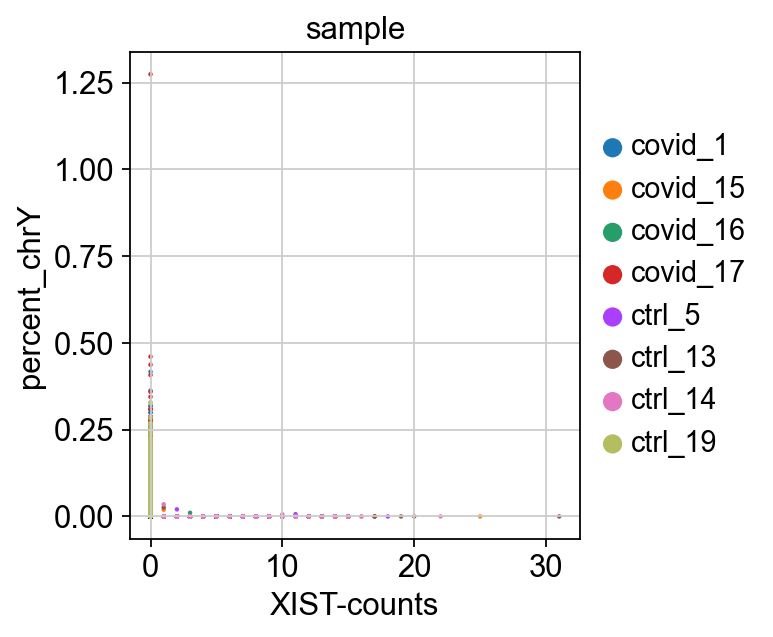 sample
percent_chrY
1.25
1.00
0.75
0.50
0.25
0.00
0
10
20
30
XIST-counts
covid_1
covid_15
covid_16
covid_17
ctrl_5
ctrl_13
ctrl_14
ctrl_19